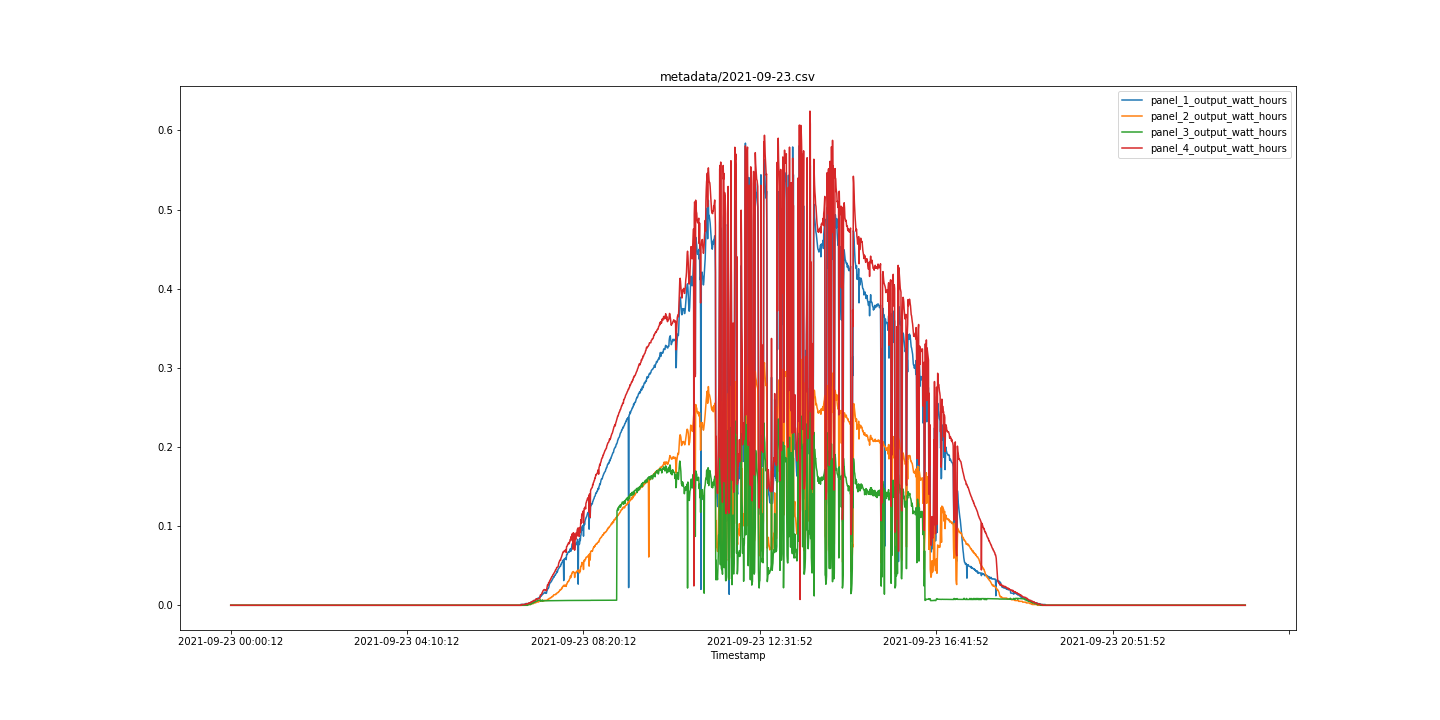 metadata/2021-09-23.csv
panel_1_output_watt_hours
panel_2_output_watt_hours
panel_3_output_watt_hours
panel_4_output_watt_hours
0.6
0.5
0.4
0.3
0.2
0.1
0.0
2021-09-23 00:00:12
2021-09-23 04:10:12
2021-09-23 08:20:12
2021-09-23 12:31:52
2021-09-23 16:41:52
2021-09-23 20:51:52
Timestamp